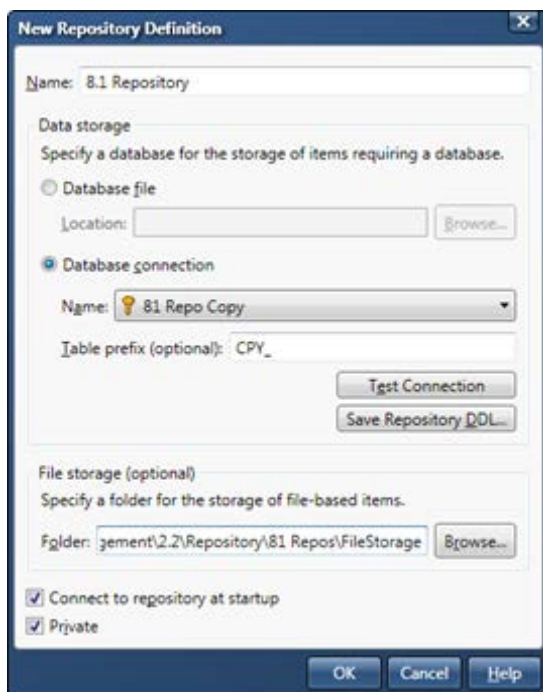 New Repository Definition
Name: 8.1 Repository
Data storage
Specify a database for the storage of items requiring a database.
Database file
Location: Browse...
Database connection
Name: 81 Repo Copy
Table prefix (optional): CPY_
Test Connection
Save Repository DDL...
File storage (optional)
Specify a folder for the storage of file-based items.
Folder: gement\2.2\Repository\81 Repos\FileStorage Browse...
Connect to repository at startup
Private
OK Cancel Help